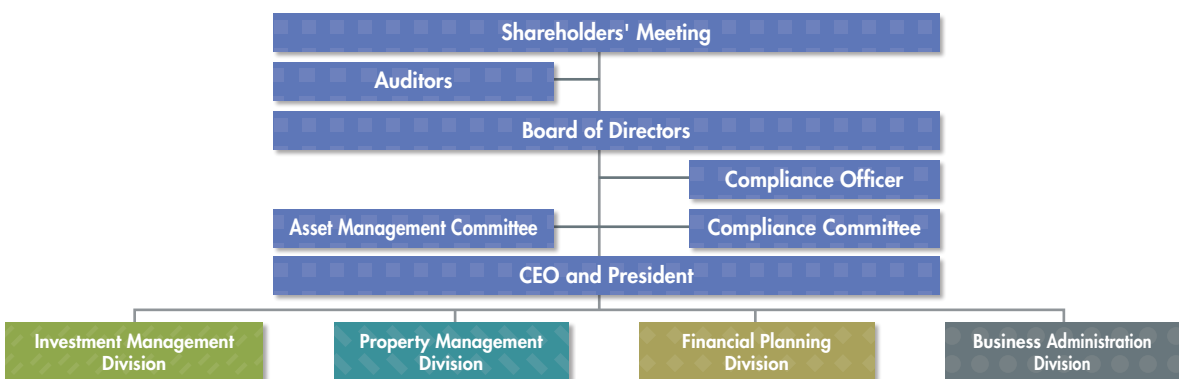 Shareholders' Meeting
Auditors
Board of Directors
Compliance Officer
Asset Management Committee
Compliance Committee
CEO and President
Investment Management
Division
Property Management
Division
Financial Planning
Division
Business Administration
Division